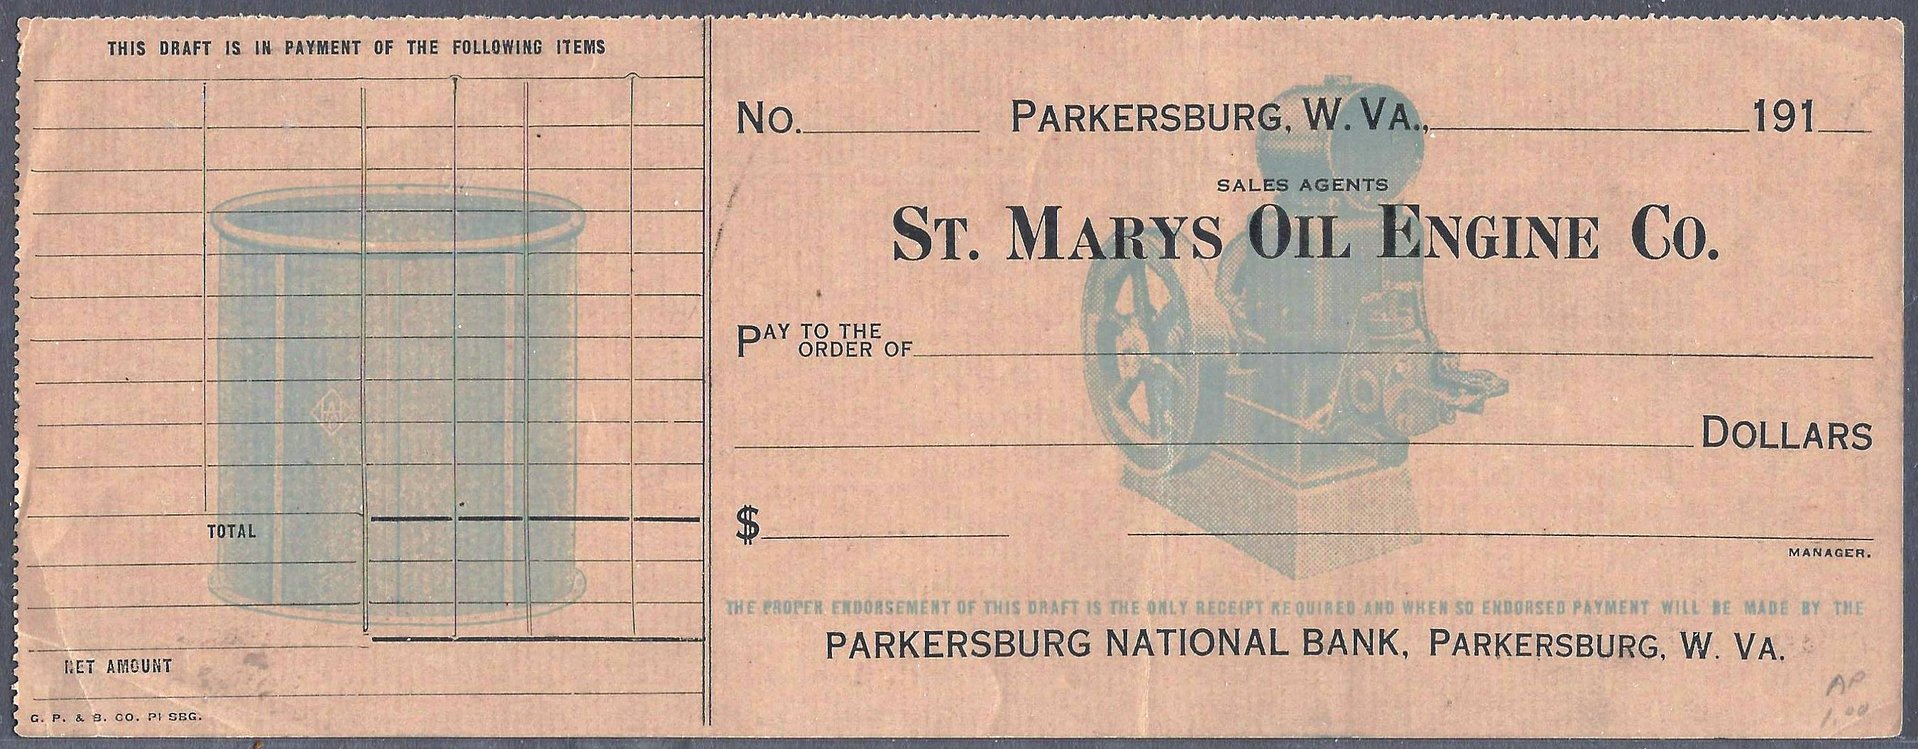 THIS DRAFT IS IN PAYMENT OF THE FOLLOWING ITEMS
TOTAL
NET AMOUNT
G. P. & B. CO. PI SBG.
No. PARKERSBURG, W. VA., 191
SALES AGENTS
ST. MARYS OIL ENGINE CO.
PAY TO THE
ORDER OF
DOLLARS
$
MANAGER.
THE PROPER ENDORSEMENT OF THIS DRAFT IS THE ONLY RECEIPT REQUIRED AND WHEN SO ENDORSED PAYMENT WILL BE MADE BY THE
PARKERSBURG NATIONAL BANK, PARKERSBURG, W. VA.
AP
1.00